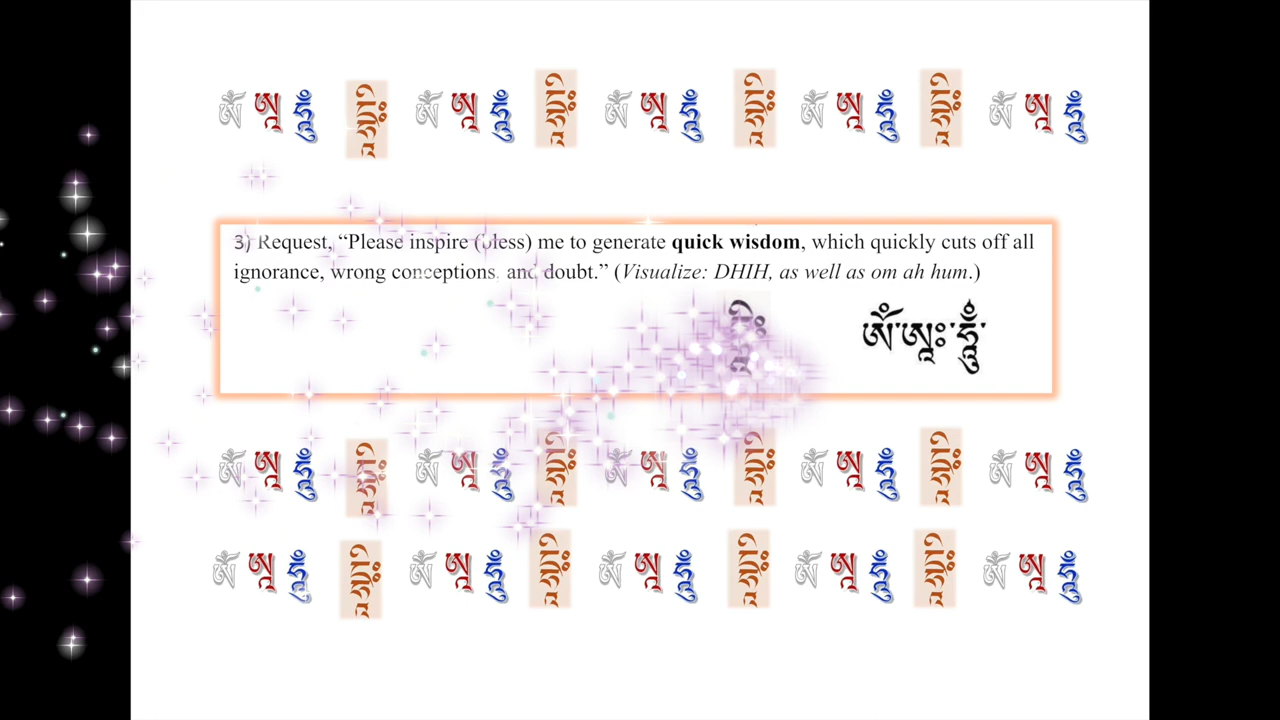 ཨོཾ ཨཱ ཧཱུྃ ཨོཾ ཨཱ ཧཱུྃ ཨོཾ ཨཱ ཧཱུྃ ཨོཾ ཨཱ ཧཱུྃ ཨོཾ ཨཱ ཧཱུྃ
3) Request, “Please inspire (bless) me to generate quick wisdom, which quickly cuts off all
ignorance, wrong conceptions, and doubt.” (Visualize: DHIH, as well as om ah hum.)
ཨོཾ་ཨཱཿ་ཧཱུྃ་
ཨོཾ ཨཱ ཧཱུྃ ཨོཾ ཨཱ ཧཱུྃ ཨོཾ ཨཱ ཧཱུྃ ཨོཾ ཨཱ ཧཱུྃ ཨོཾ ཨཱ ཧཱུྃ
ཨོཾ ཨཱ ཧཱུྃ ཨོཾ ཨཱ ཧཱུྃ ཨོཾ ཨཱ ཧཱུྃ ཨོཾ ཨཱ ཧཱུྃ ཨོཾ ཨཱ ཧཱུྃ